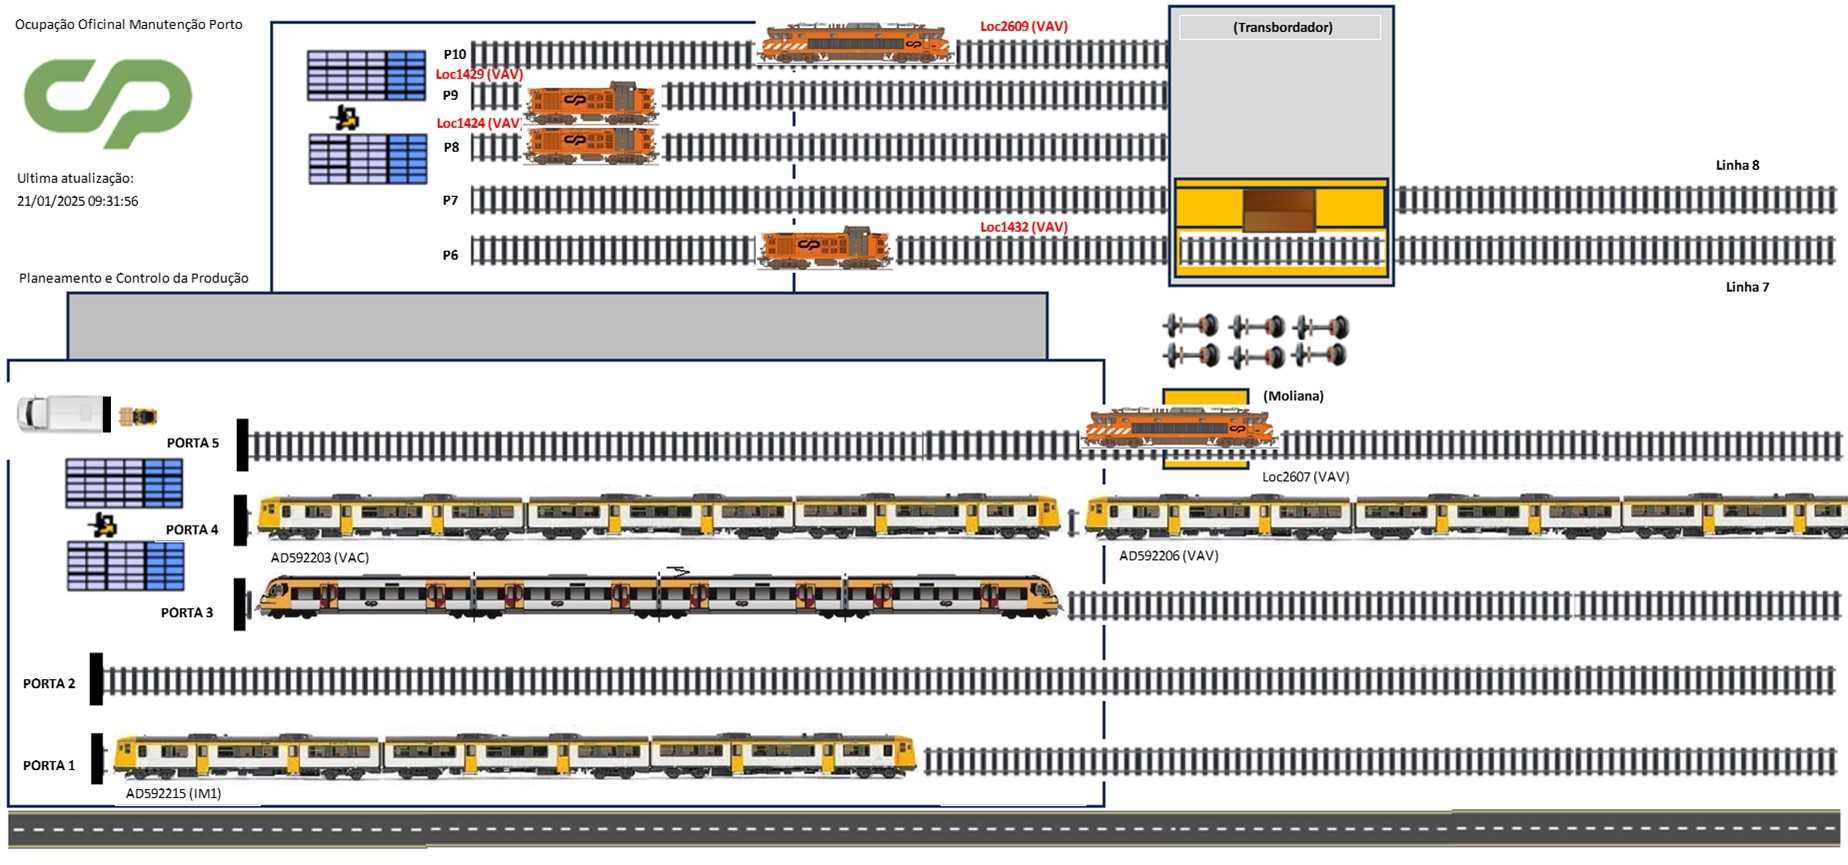 Ocupação Oficinal Manutenção Porto
Loc2609 (VAV)
(Transbordador)
P10
Loc1429 (VAV)
P9
Loc1424 (VAV)
P8
Linha 8
Ultima atualização:
21/01/2025 09:31:56
P7
Loc1432 (VAV)
P6
Planeamento e Controlo da Produção
Linha 7
(Moliana)
PORTA 5
Loc2607 (VAV)
PORTA 4
AD592203 (VAC)
AD592206 (VAV)
PORTA 3
PORTA 2
PORTA 1
AD592215 (IM1)